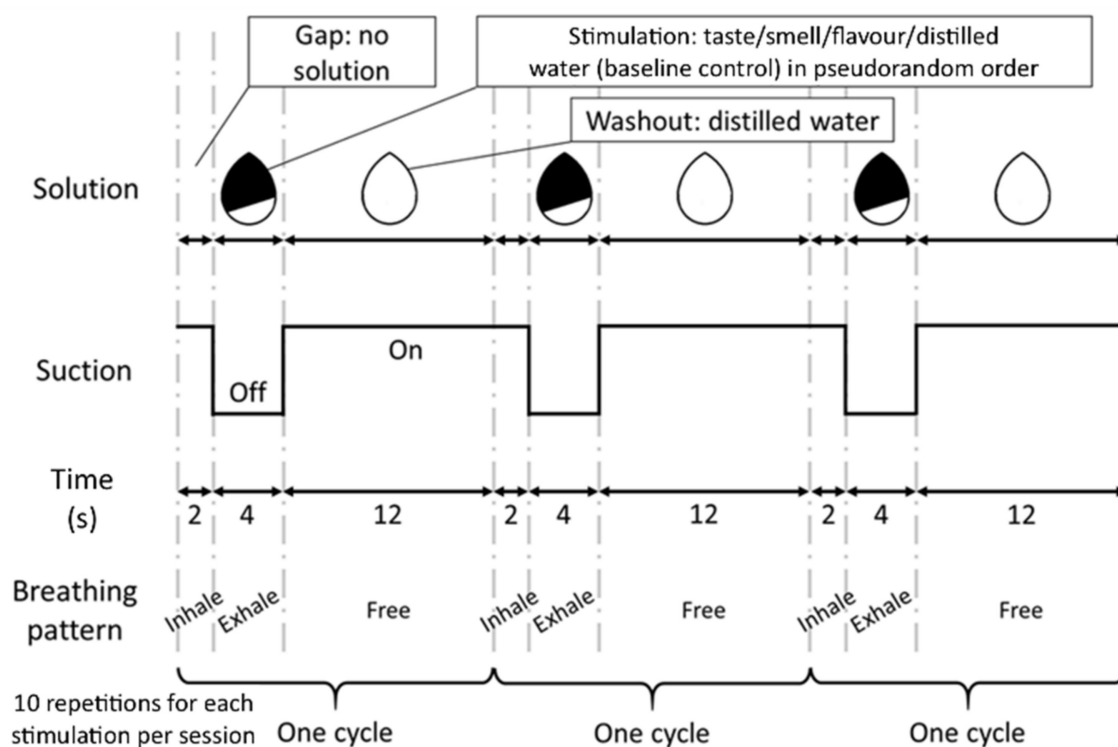 Gap: no
solution
Stimulation: taste/smell/flavour/distilled
water (baseline control) in pseudorandom order
Washout: distilled water
Solution
Suction
Off
On
Time
(s)
2 4 12 2 4 12 2 4 12
Breathing
pattern
Inhale Exhale Free Inhale Exhale Free Inhale Exhale Free
10 repetitions for each
stimulation per session
One cycle One cycle One cycle